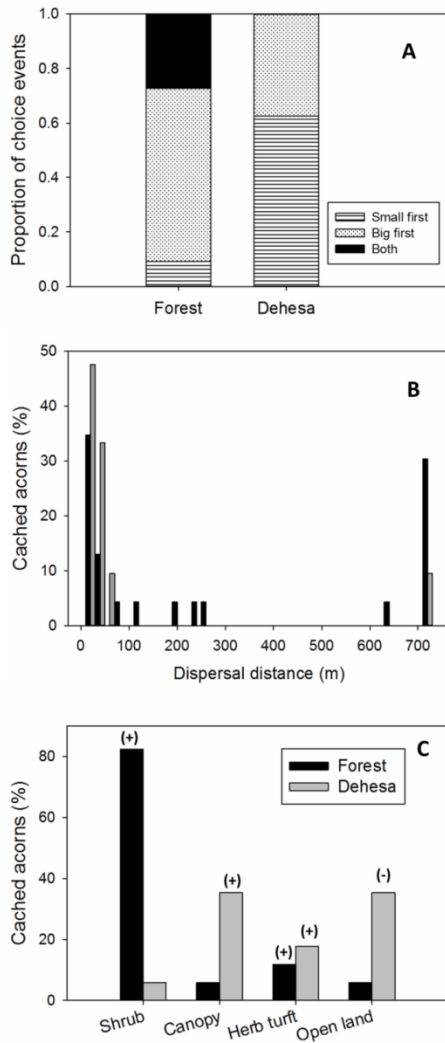 A
Proportion of choice events
1.0
0.8
0.6
0.4
0.2
0.0
Small first
Big first
Both
Forest Dehesa
B
Cached acorns (%)
50
40
30
20
10
0
0 100 200 300 400 500 600 700
Dispersal distance (m)
C
Cached acorns (%)
80
60
40
20
0
Forest
Dehesa
(+)
(+)
(+) (+)
(-)
Shrub Canopy Herb turft Open land